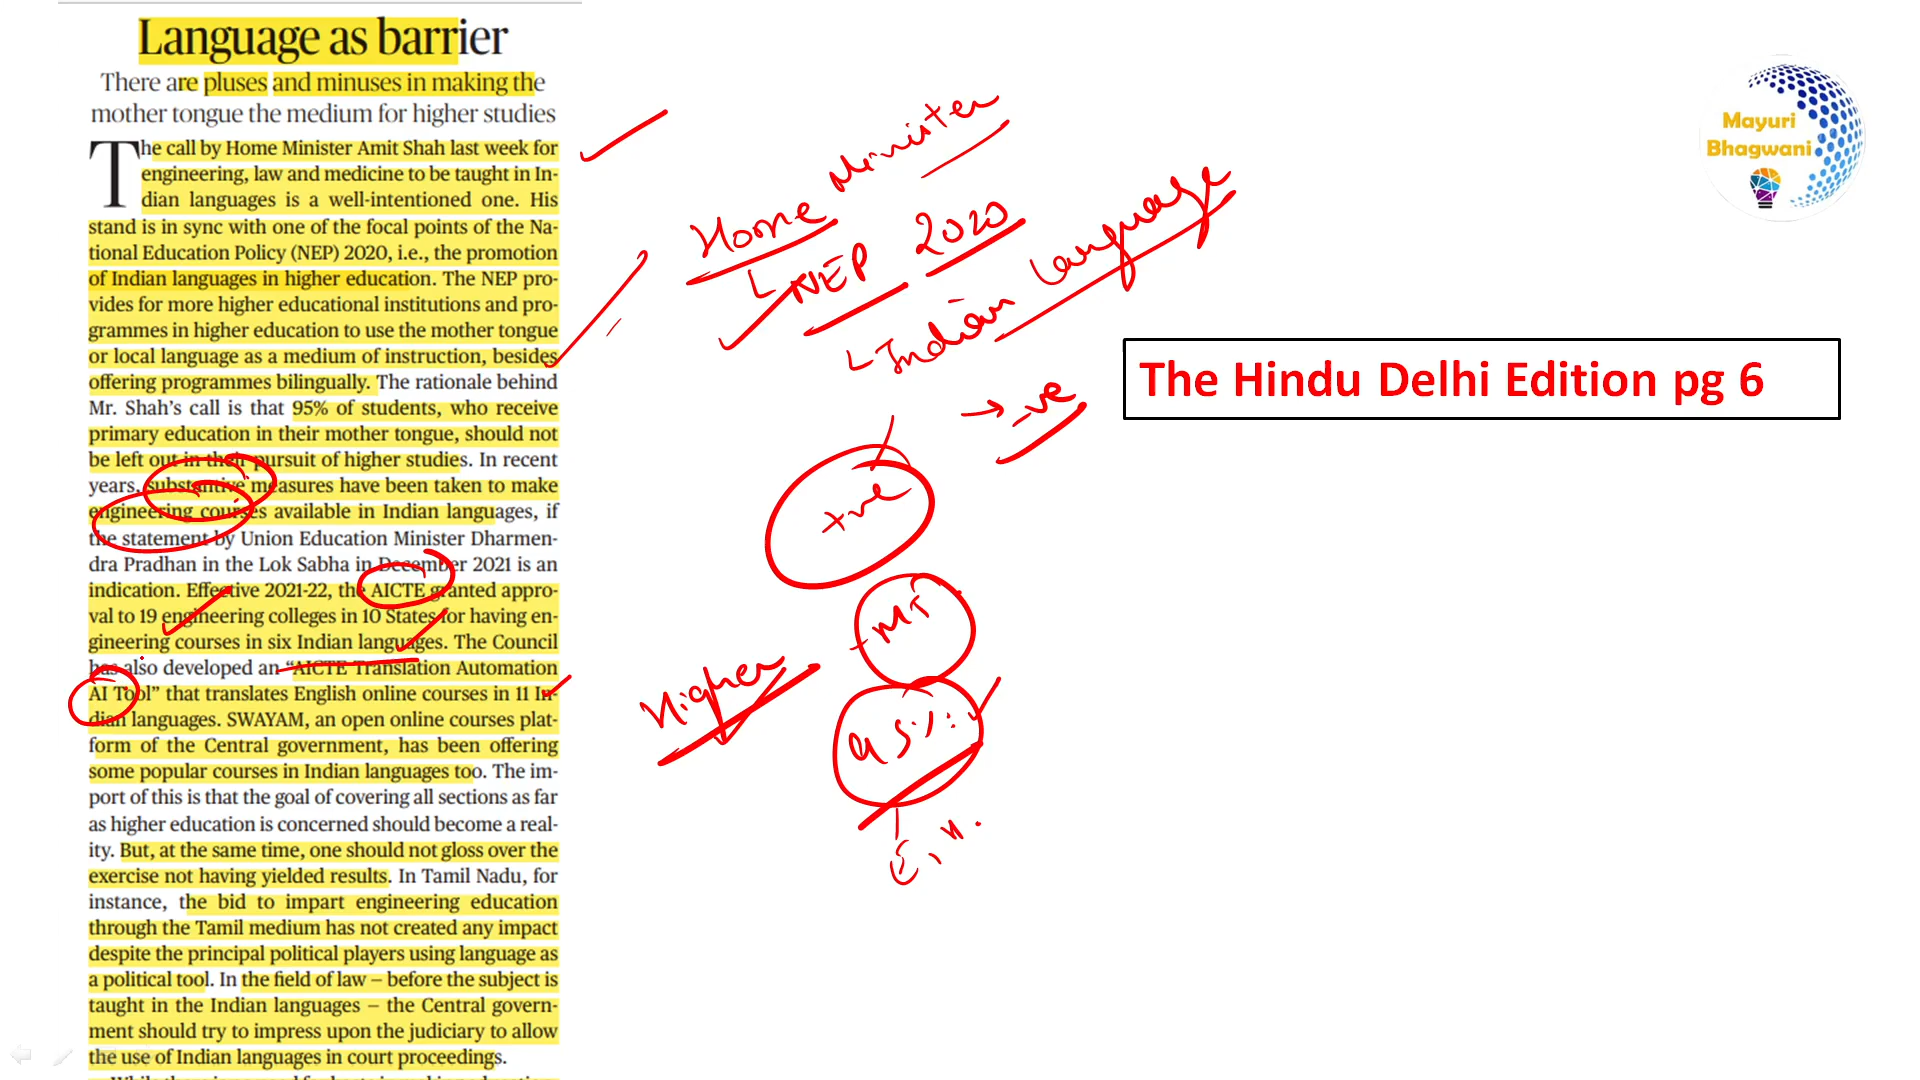 Language as barrier
There are pluses and minuses in making the
mother tongue the medium for higher studies
The call by Home Minister Amit Shah last week for
engineering, law and medicine to be taught in In-
dian languages is a well-intentioned one. His
stand is in sync with one of the focal points of the Na-
tional Education Policy (NEP) 2020, i.e., the promotion
of Indian languages in higher education. The NEP pro-
vides for more higher educational institutions and pro-
grammes in higher education to use the mother tongue
or local language as a medium of instruction, besides
offering programmes bilingually. The rationale behind
Mr. Shah's call is that 95% of students, who receive
primary education in their mother tongue, should not
be left out in their pursuit of higher studies. In recent
years, substantive measures have been taken to make
engineering courses available in Indian languages, if
the statement by Union Education Minister Dharmen-
dra Pradhan in the Lok Sabha in December 2021 is an
indication. Effective 2021-22, the AICTE granted appro-
val to 19 engineering colleges in 10 States for having en-
gineering courses in six Indian languages. The Council
has also developed an “AICTE Translation Automation
AI Tool” that translates English online courses in 11 In-
dian languages. SWAYAM, an open online courses plat-
form of the Central government, has been offering
some popular courses in Indian languages too. The im-
port of this is that the goal of covering all sections as far
as higher education is concerned should become a real-
ity. But, at the same time, one should not gloss over the
exercise not having yielded results. In Tamil Nadu, for
instance, the bid to impart engineering education
through the Tamil medium has not created any impact
despite the principal political players using language as
a political tool. In the field of law – before the subject is
taught in the Indian languages – the Central govern-
ment should try to impress upon the judiciary to allow
the use of Indian languages in court proceedings.
Home Minister
NEP 2020
Indian Language
-ve
+ve
MT
Higher
95%
Mayuri
Bhagwani
The Hindu Delhi Edition pg 6